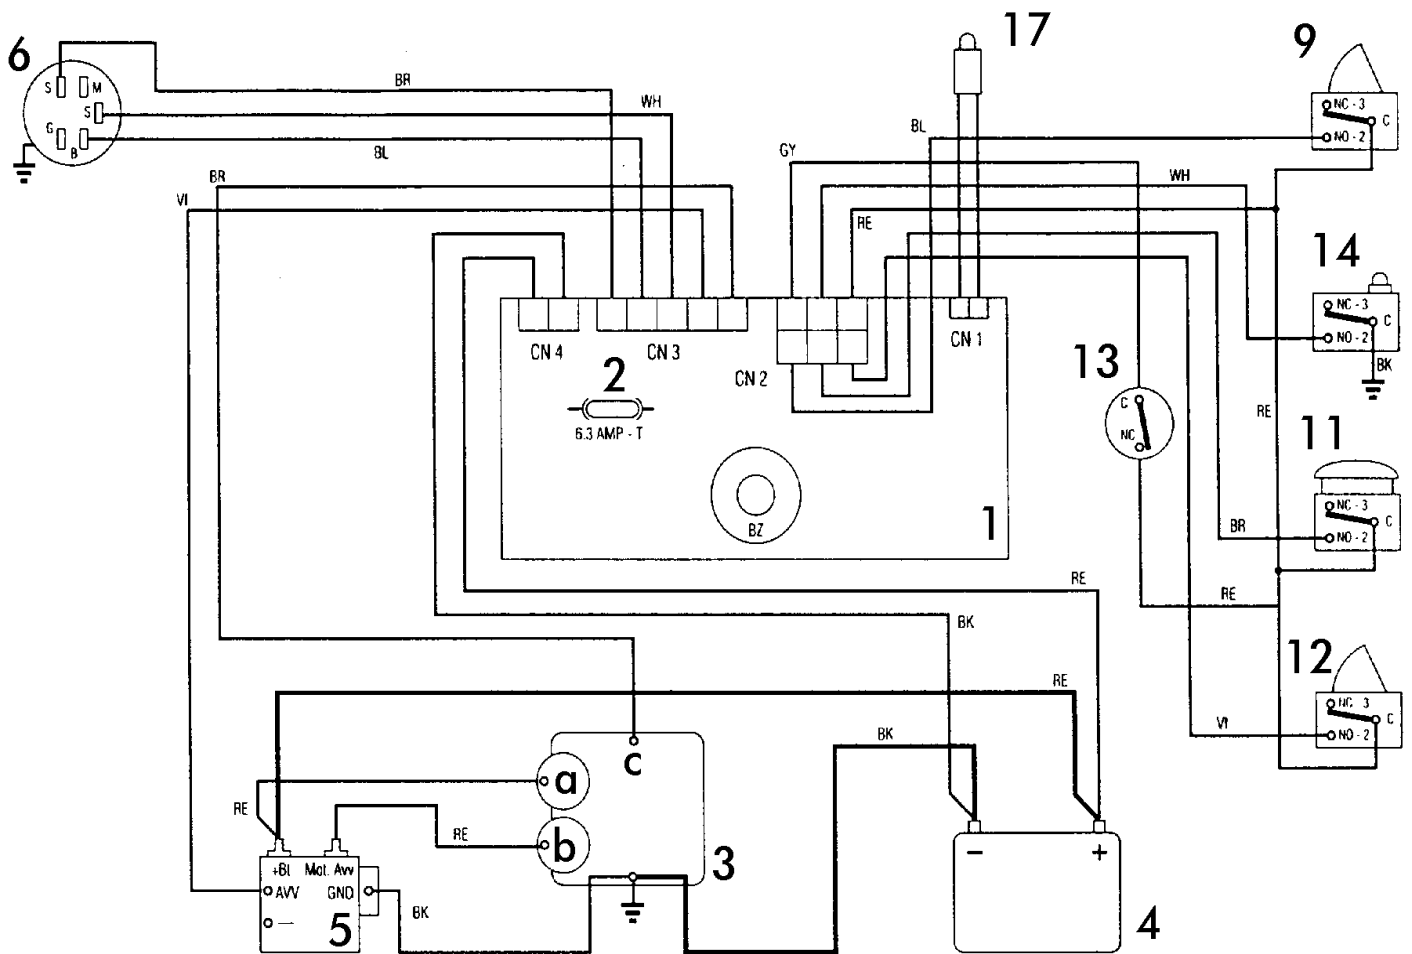 17
9
6
S
M
BR
NC - 3
C
S
WH
BL
NO - 2
G
B
BL
GY
BR
WH
VI
RE
14
NC - 3
C
NO - 2
BK
CN 4
CN 3
CN 1
13
2
CN 2
C
RE
6.3 AMP - T
NC
11
NC - 3
C
1
BZ
BR
NO - 2
RE
RE
BK
12
RE
NC 3
C
BK
VI
NO - 2
c
a
RE
RE
b
3
- +
+Bt Mot. Avv
AVV GND
BK
5
4